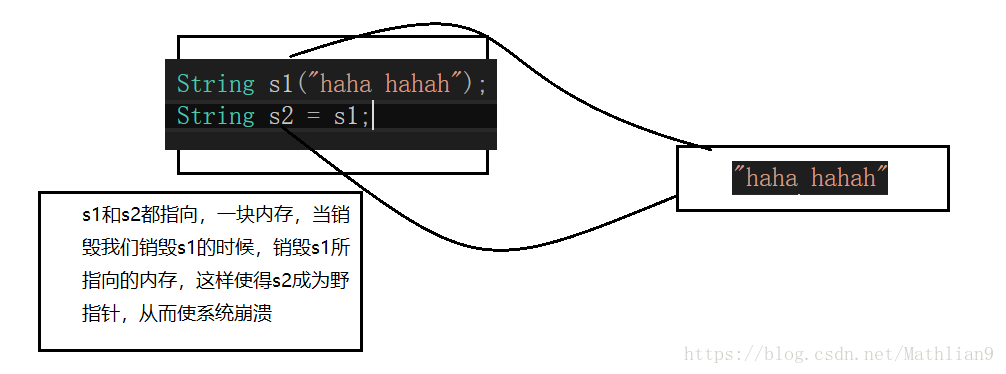 String s1("haha hahah");
String s2 = s1;
"haha hahah"
s1和s2都指向，一块内存，当销
毁我们销毁s1的时候，销毁s1所
指向的内存，这样使得s2成为野
指针，从而使系统崩溃
https://blog.csdn.net/Mathlian9